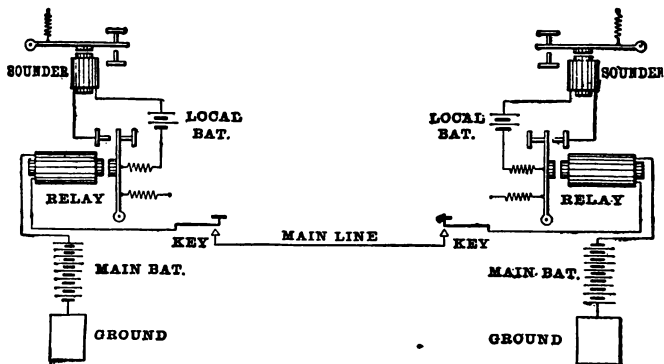 SOUNDER
SOUNDER
LOCAL
BAT.
LOCAL
BAT.
RELAY
RELAY
KEY
MAIN LINE
KEY
MAIN BAT.
MAIN BAT.
GROUND
GROUND